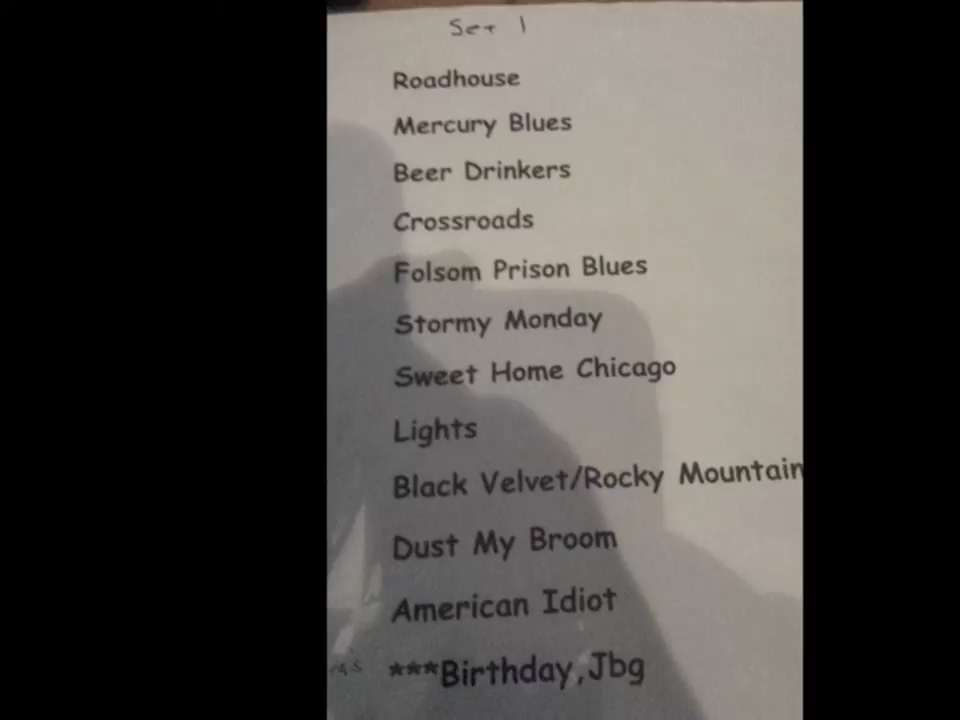 Set 1
Roadhouse
Mercury Blues
Beer Drinkers
Crossroads
Folsom Prison Blues
Stormy Monday
Sweet Home Chicago
Lights
Black Velvet/Rocky Mountain
Dust My Broom
American Idiot
***Birthday,Jbg